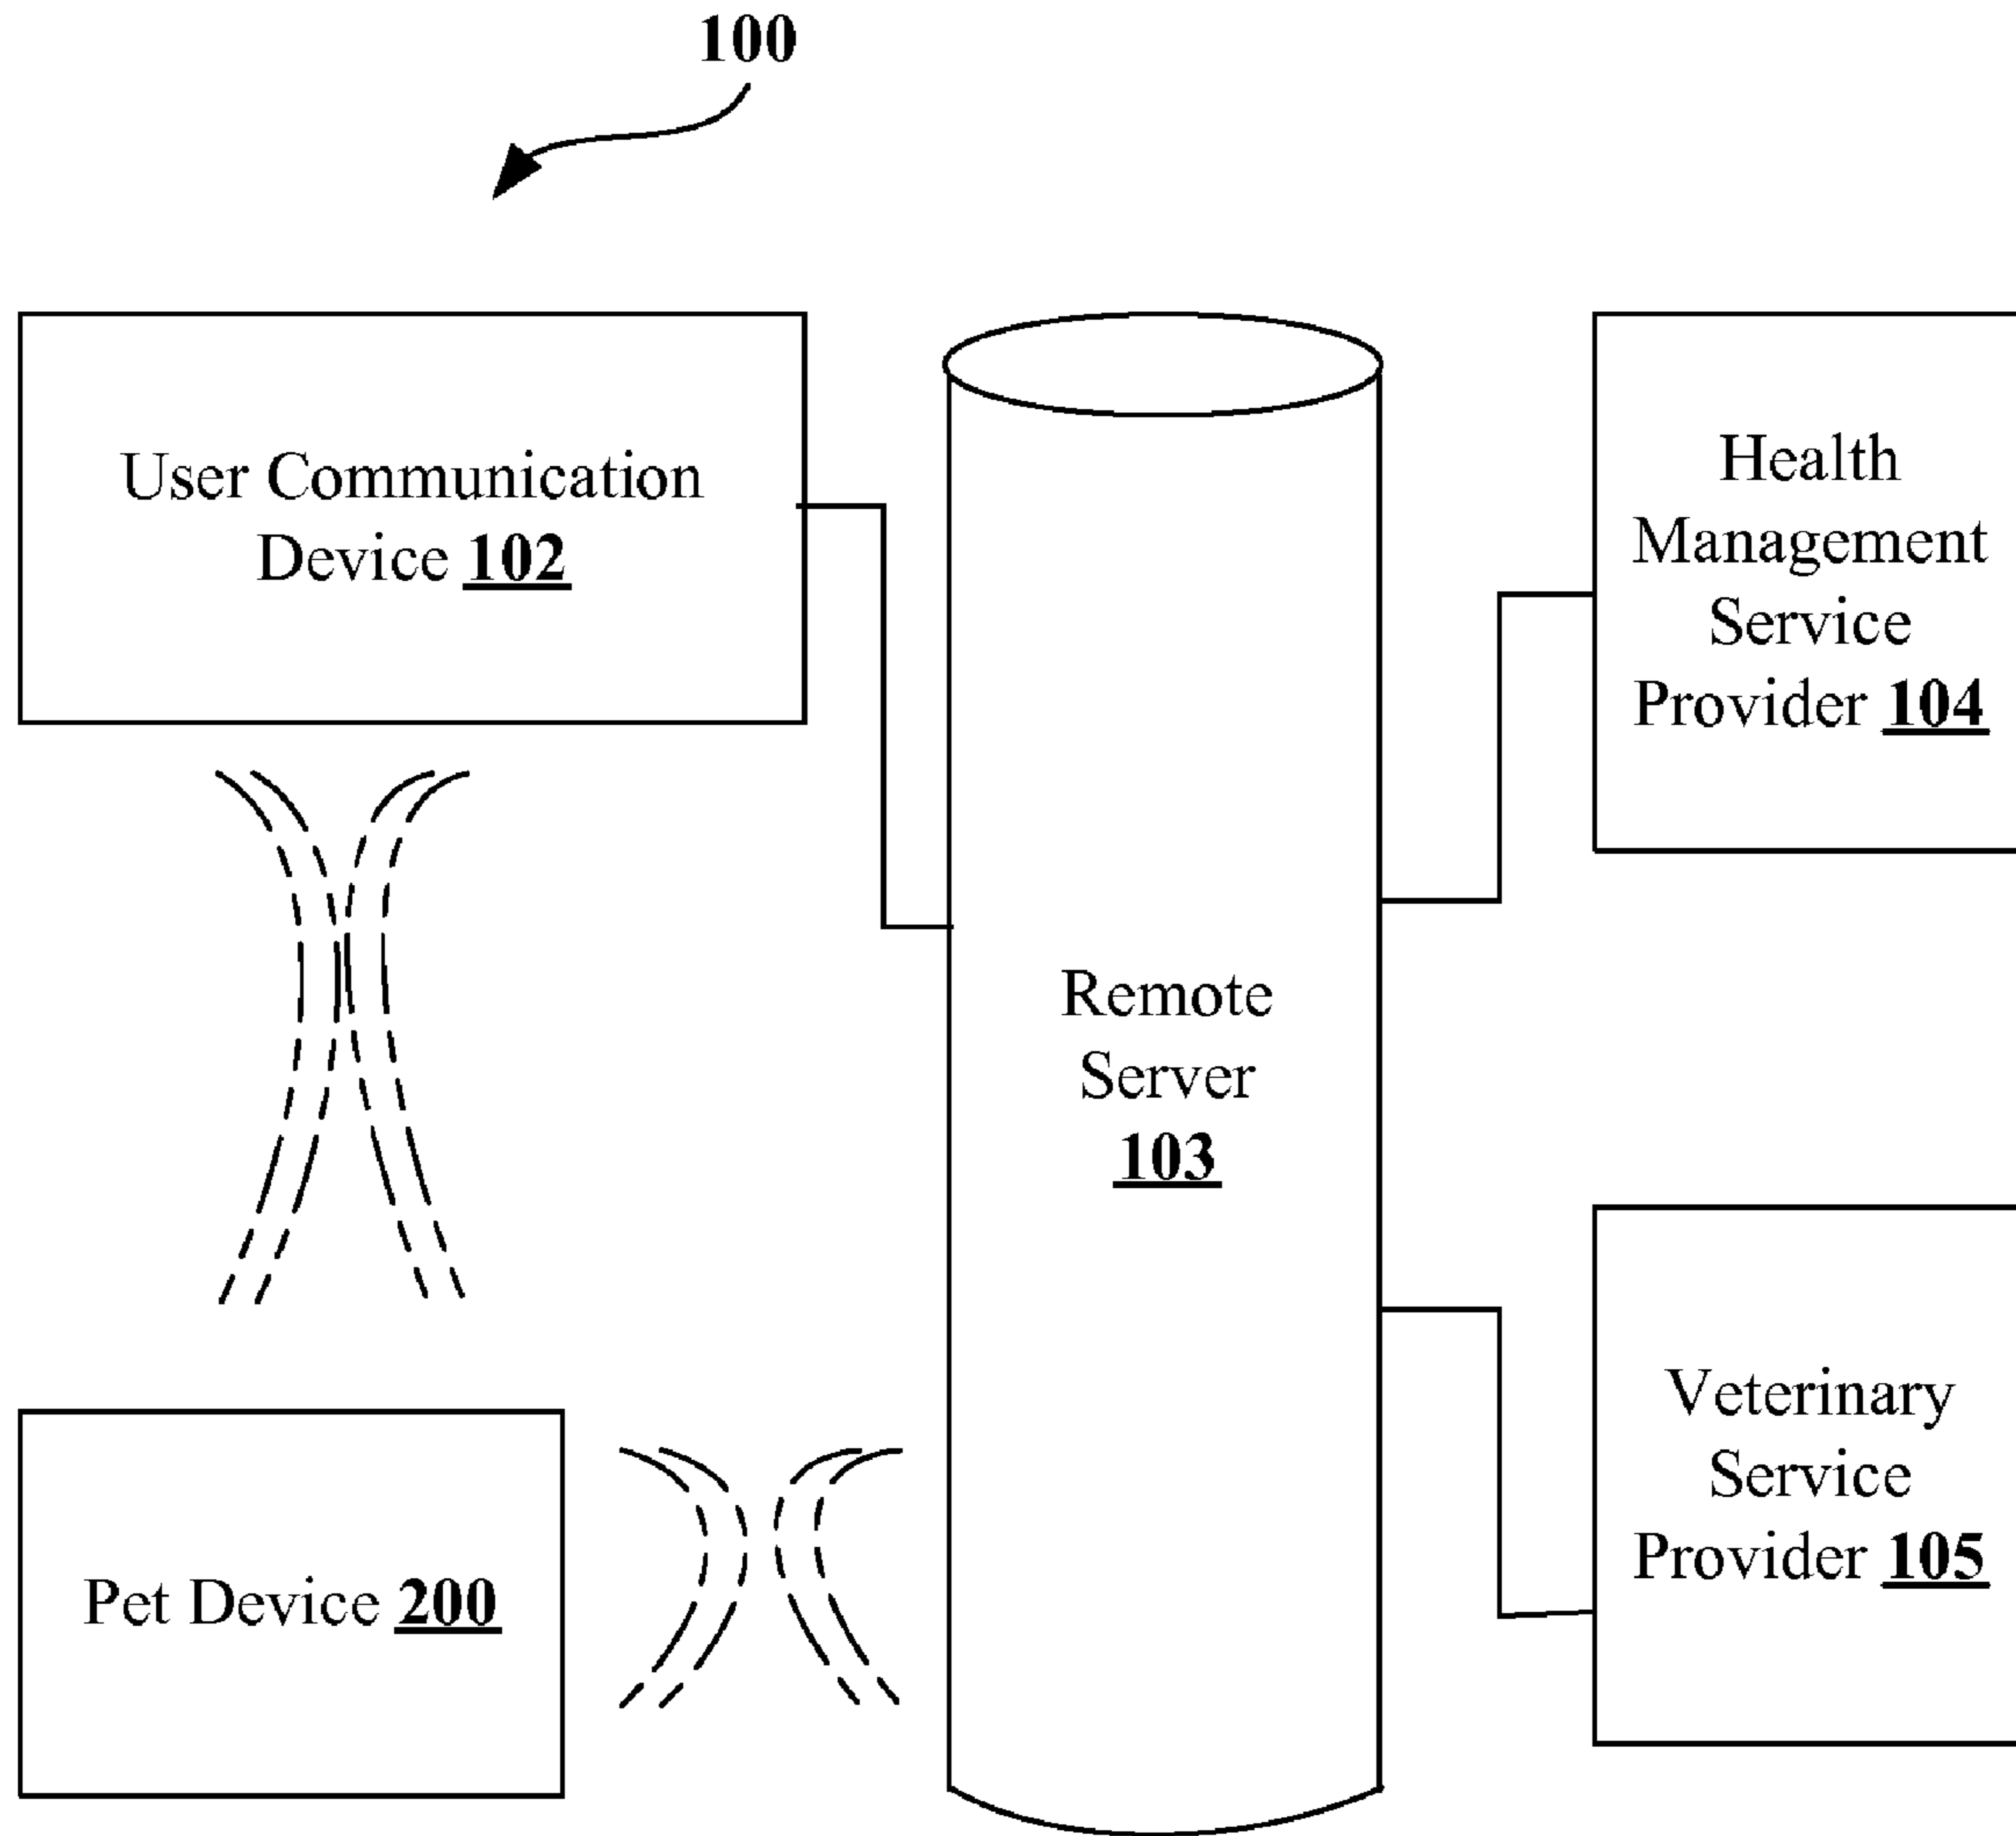 100
User Communication
Device 102
Health
Management
Service
Provider 104
Remote
Server
103
Veterinary
Service
Provider 105
Pet Device 200